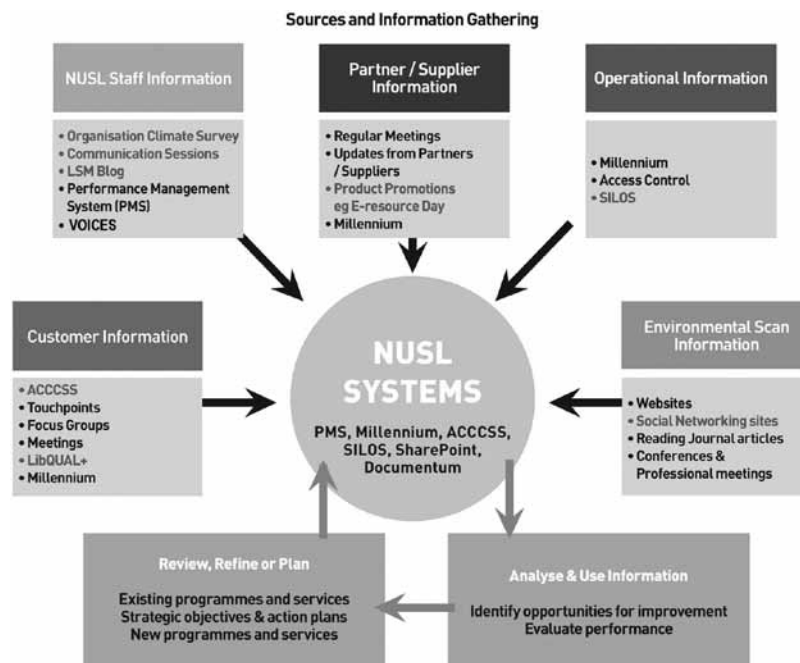 Sources and Information Gathering
NUSL Staff Information
• Organisation Climate Survey
• Communication Sessions
• LSM Blog
• Performance Management
System (PMS)
• VOICES
Partner / Supplier
Information
• Regular Meetings
• Updates from Partners
/ Suppliers
• Product Promotions
eg E-resource Day
• Millennium
Operational Information
• Millennium
• Access Control
• SILOS
Customer Information
• ACCCSS
• Touchpoints
• Focus Groups
• Meetings
• LibQUAL+
• Millennium
NUSL
SYSTEMS
PMS, Millennium, ACCCSS,
SILOS, SharePoint,
Documentum
Environmental Scan
Information
• Websites
• Social Networking sites
• Reading Journal articles
• Conferences &
Professional meetings
Review, Refine or Plan
Existing programmes and services
Strategic objectives & action plans
New programmes and services
Analyse & Use Information
Identify opportunities for improvement
Evaluate performance